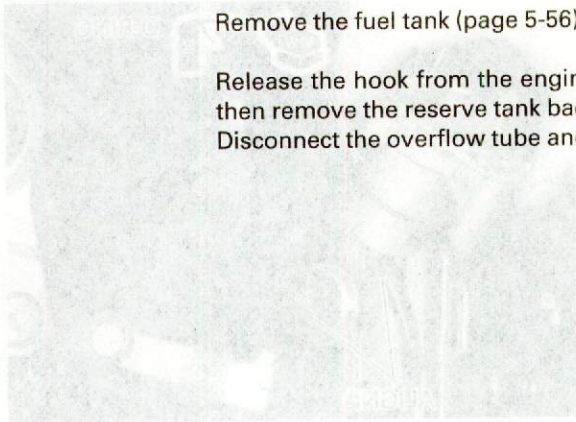 Remove the fuel tank (page 5-56)
Release the hook from the engin
then remove the reserve tank ba
Disconnect the overflow tube an